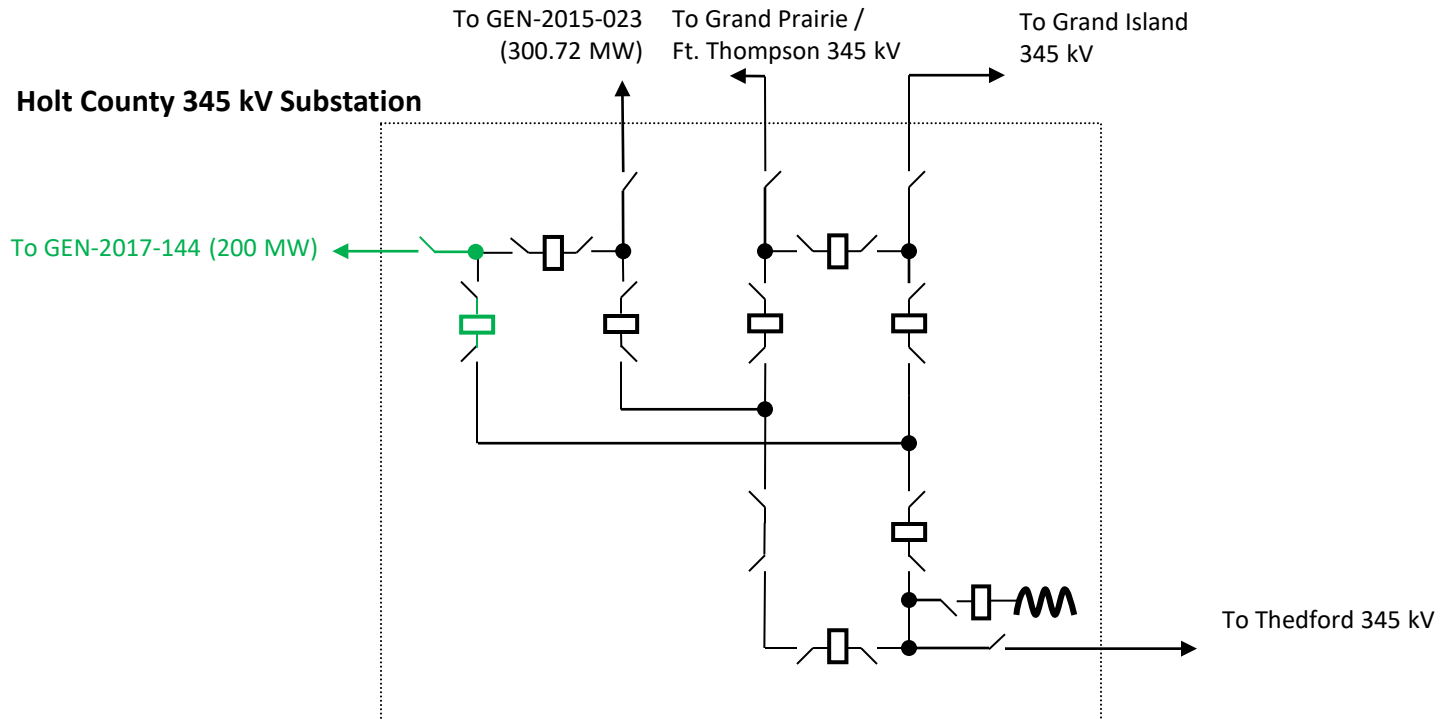 To GEN-2015-023
(300.72 MW)
To Grand Prairie /
Ft. Thompson 345 kV
To Grand Island
345 kV
Holt County 345 kV Substation
To GEN-2017-144 (200 MW)
To Thedford 345 kV